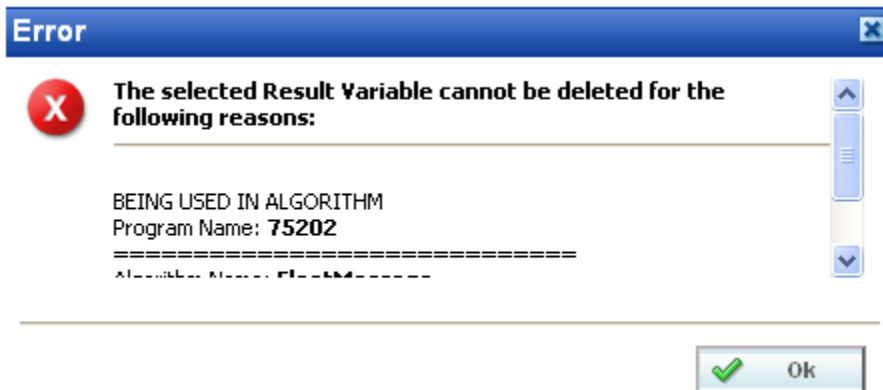 Error
The selected Result Variable cannot be deleted for the
following reasons:
BEING USED IN ALGORITHM
Program Name: 75202
=============================
Ok